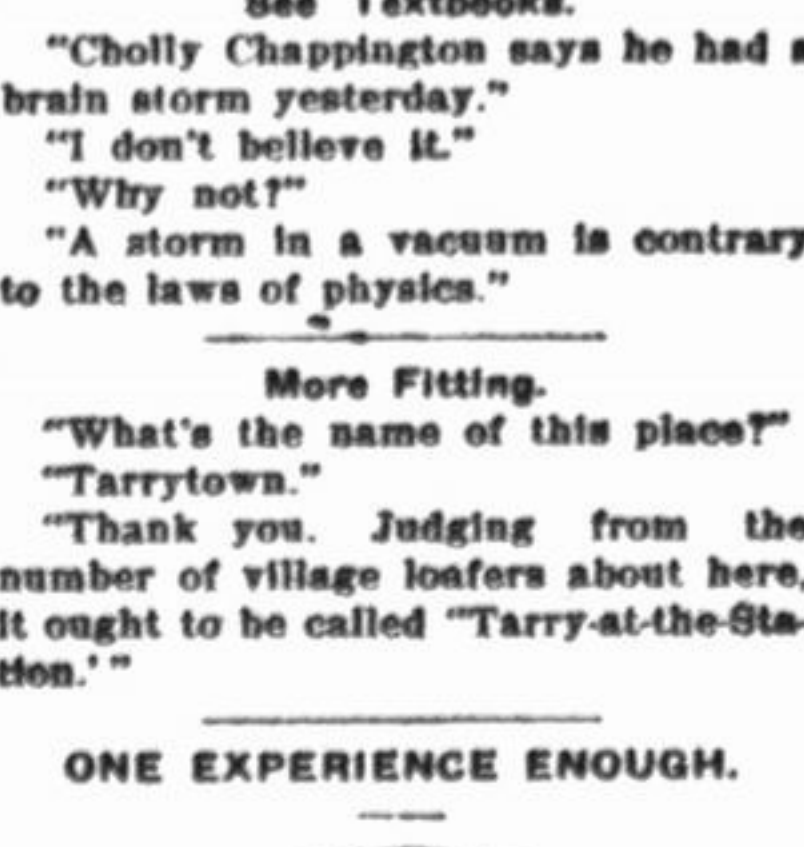 See Textbooks.
"Cholly Chappington says he had a
brain storm yesterday."
"I don't believe it."
"Why not?"
"A storm in a vacuum is contrary
to the laws of physics."
More Fitting.
"What's the name of this place?"
"Tarrytown."
"Thank you. Judging from the
number of village loafers about here,
it ought to be called "Tarry-at-the-Sta-
tion.' "
ONE EXPERIENCE ENOUGH.